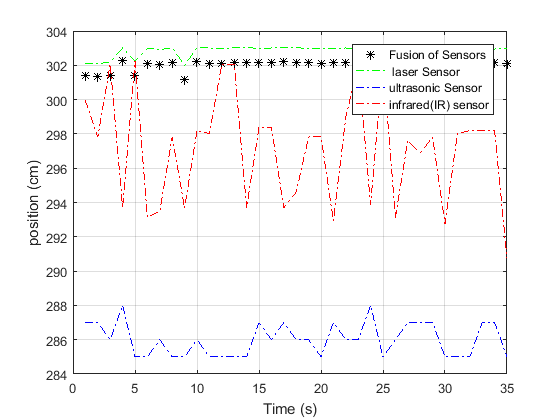 304
302
300
298
296
294
292
290
288
286
284
position (cm)
Fusion of Sensors
laser Sensor
ultrasonic Sensor
infrared(IR) sensor
0 5 10 15 20 25 30 35
Time (s)